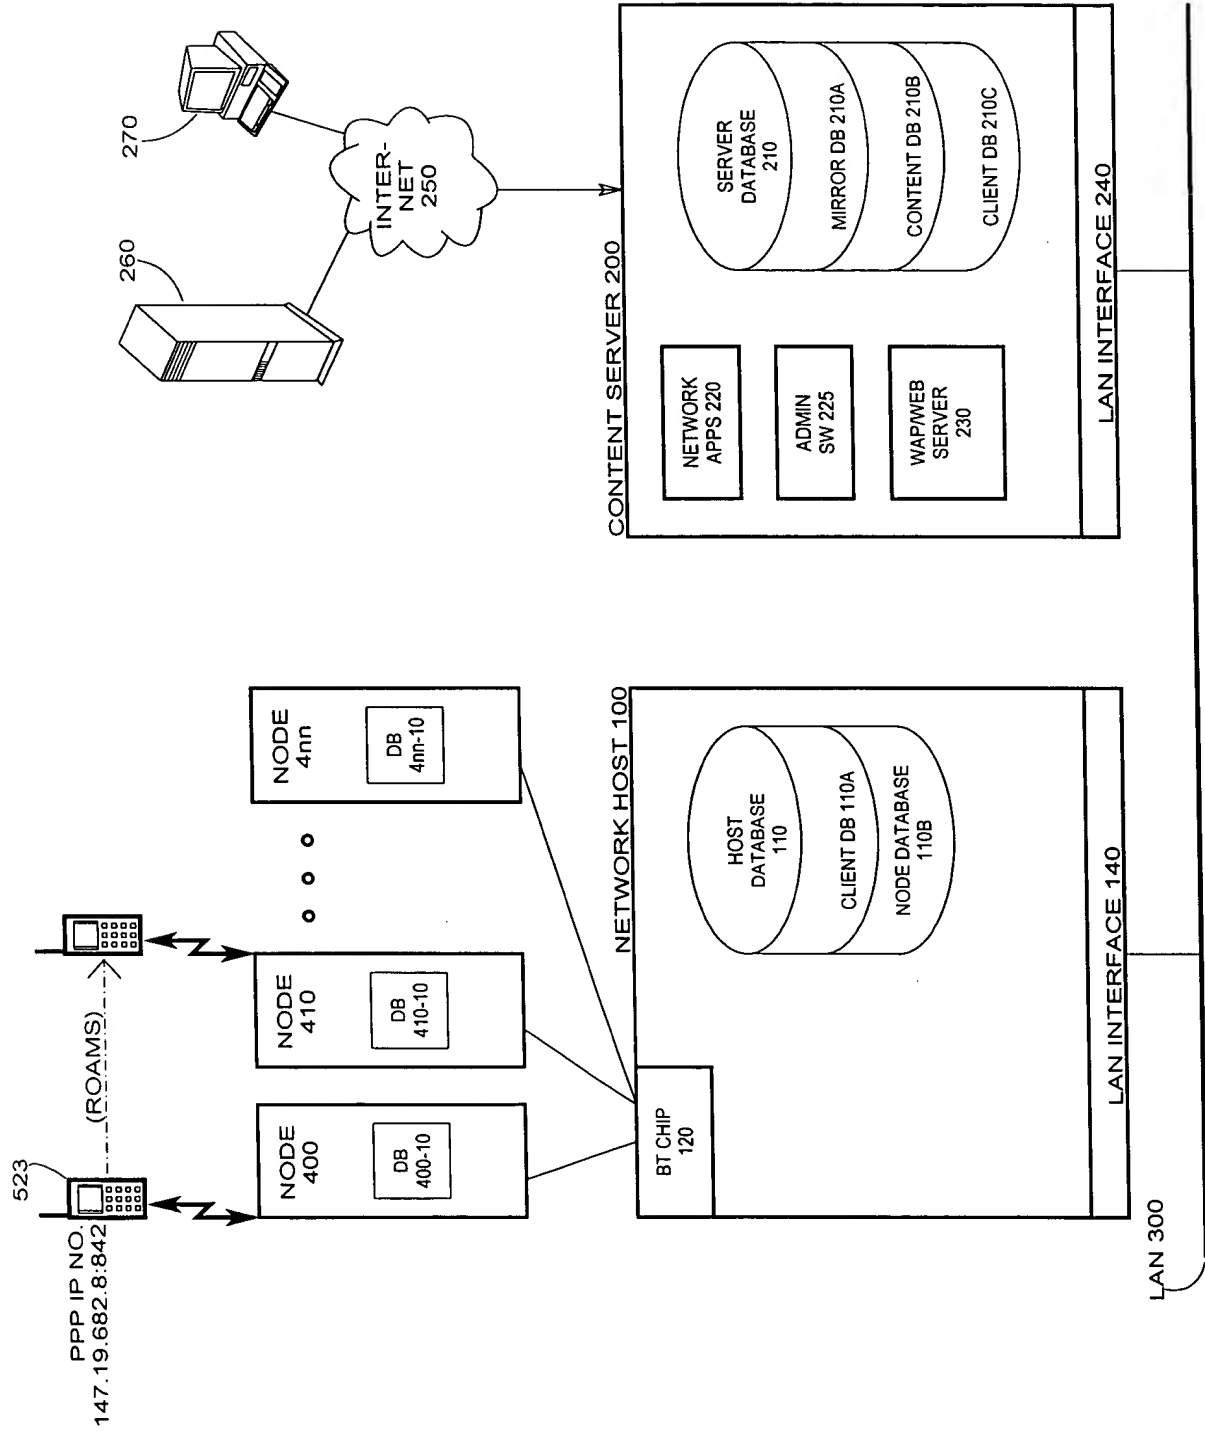 PPP IP NO.
147.19.682.8:842
523
(ROAMS)
NODE
400
DB
400-10
NODE
410
DB
410-10
NODE
4nn
DB
4nn-10
260
270
INTER-
NET
250
NETWORK HOST 100
BT CHIP
120
HOST
DATABASE
110
CLIENT DB 110A
NODE DATABASE
110B
LAN INTERFACE 140
CONTENT SERVER 200
NETWORK
APPS 220
ADMIN
SW 225
WAP/WEB
SERVER
230
SERVER
DATABASE
210
MIRROR DB 210A
CONTENT DB 210B
CLIENT DB 210C
LAN INTERFACE 240
LAN 300